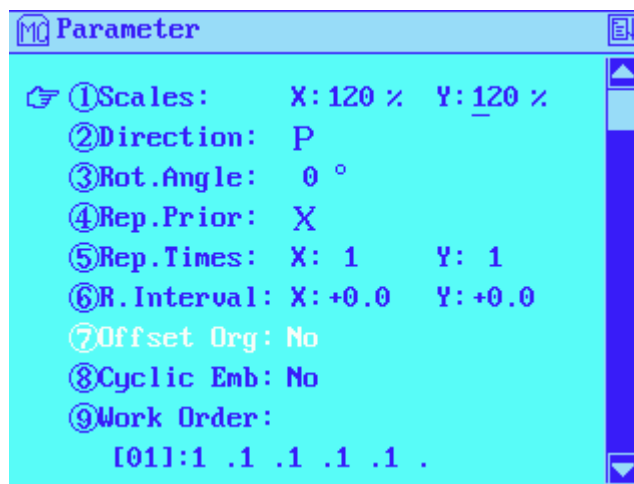 MC Parameter
①Scales: X:120 % Y:120 %
②Direction: P
③Rot.Angle: 0 °
④Rep.Prior: X
⑤Rep.Times: X: 1 Y: 1
⑥R.Interval: X:+0.0 Y:+0.0
⑦Offset Org: No
⑧Cyclic Emb: No
⑨Work Order:
[01]:1 .1 .1 .1 .1 .